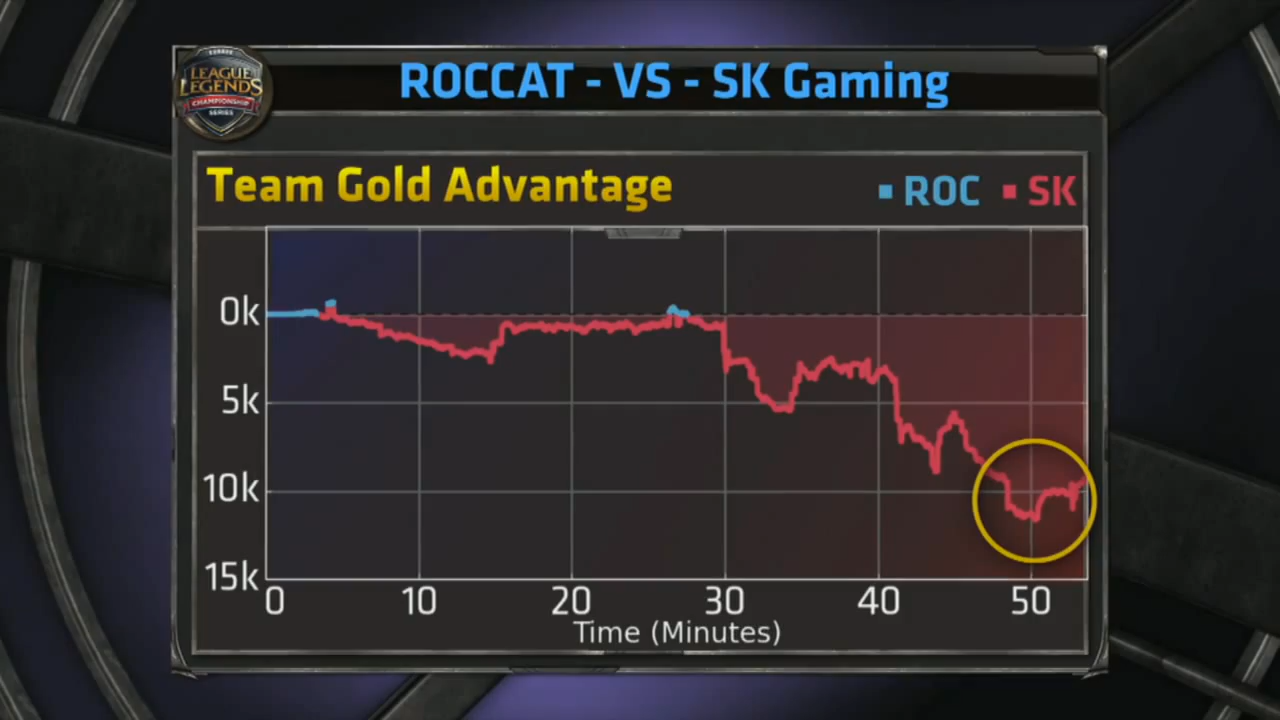 ROCCAT - VS - SK Gaming
EUROPE
LEAGUE
LEGENDS
CHAMPIONSHIP
SERIES
Team Gold Advantage
ROC SK
0k
5k
10k
15k
0 10 20 30 40 50
Time (Minutes)